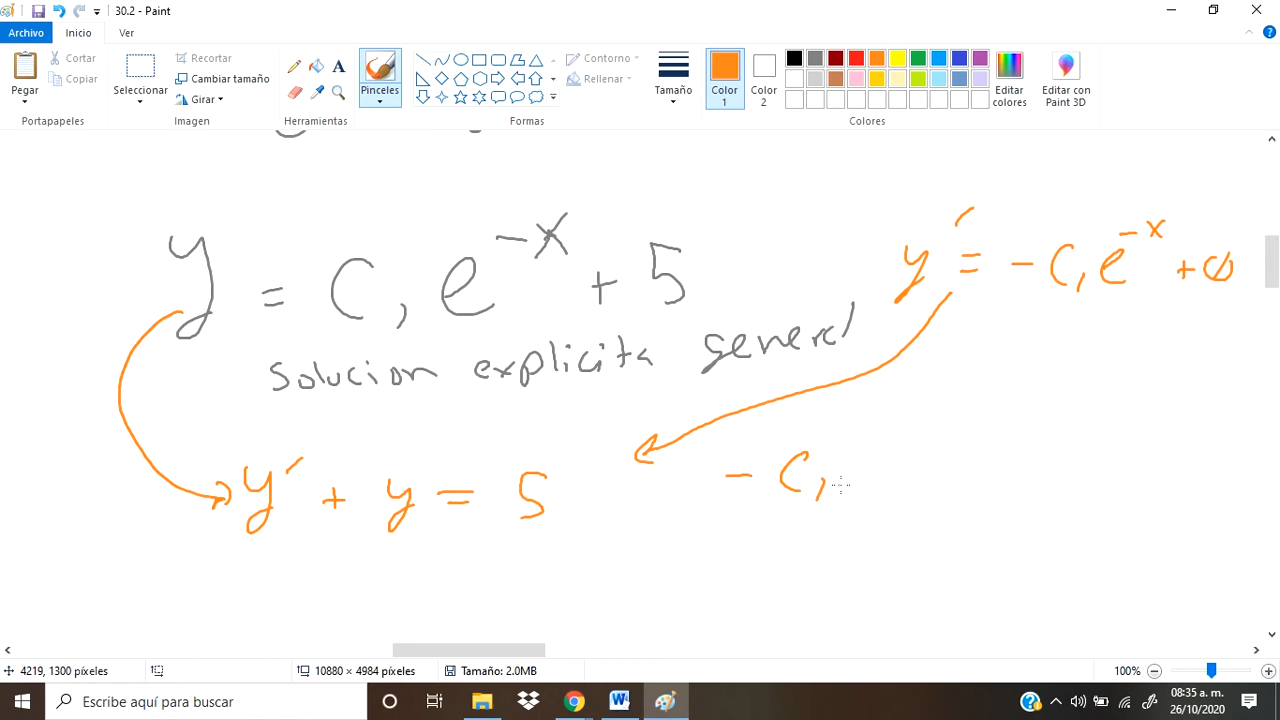 30.2 - Paint
Archivo Inicio Ver
Pegar Cortar Copiar Seleccionar Recortar Cambiar tamaño Girar Pinceles Contorno Rellenar Tamaño Color 1 Color 2 Editar colores Editar con Paint 3D
Portapapeles Imagen Herramientas Formas Colores
y = C, e^-x + 5
y' = - C, e^-x + 0
solucion explicita general
y' + y = 5
- C,
4219, 1300 píxeles 10880 × 4984 píxeles Tamaño: 2.0MB 100%
Escribe aquí para buscar
08:35 a. m.
26/10/2020